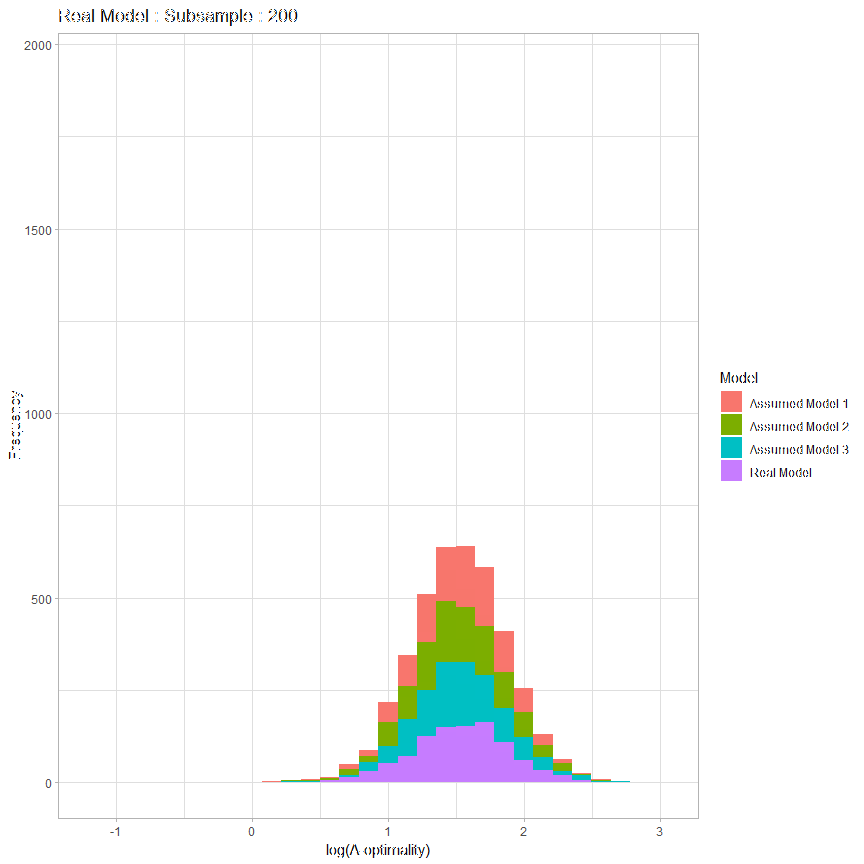 Real Model : Subsample : 200
2000
1500
1000
500
0
Frequency
-1 0 1 2 3
log(A-optimality)
Model
Assumed Model 1
Assumed Model 2
Assumed Model 3
Real Model